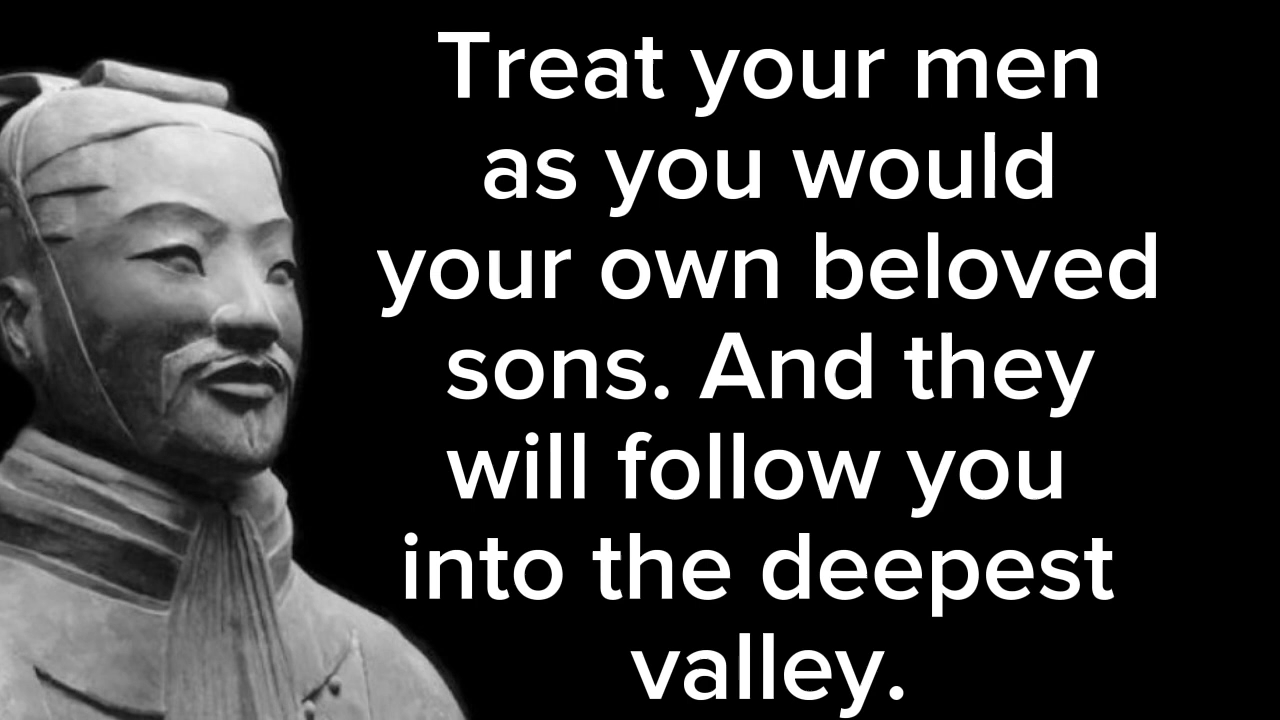 Treat your men
as you would
your own beloved
sons. And they
will follow you
into the deepest
valley.